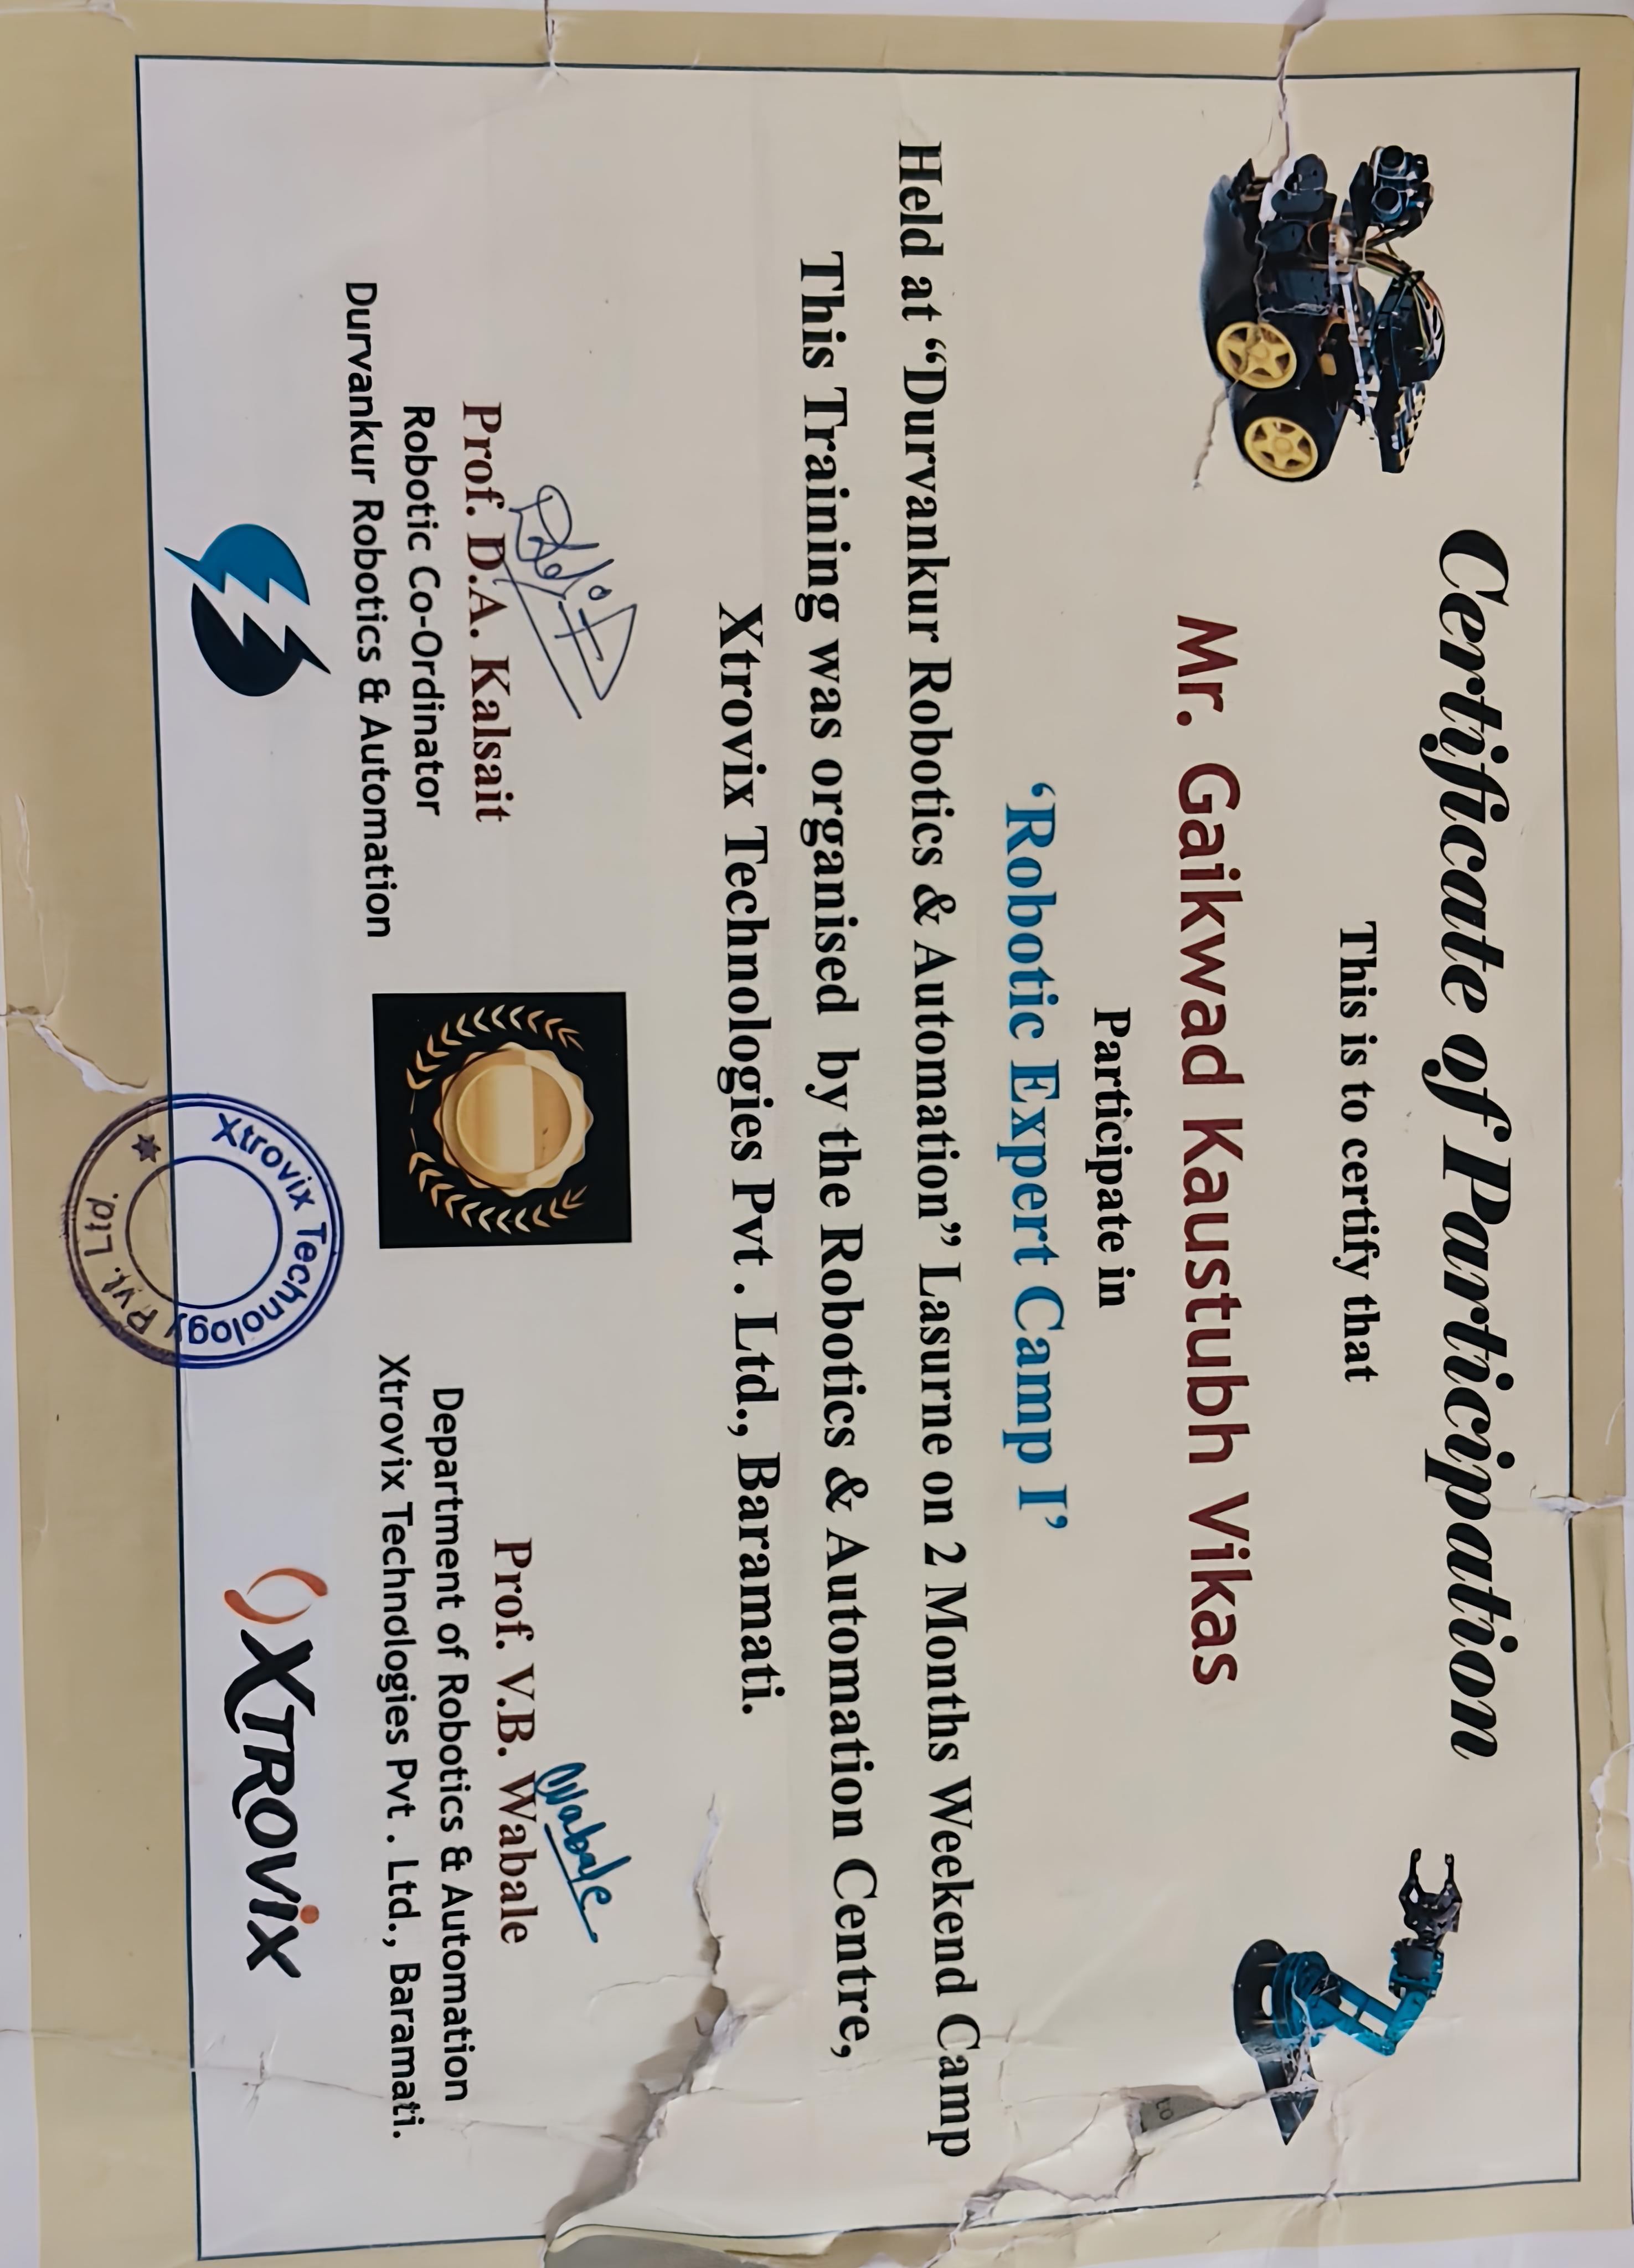 Certificate of Participation
This is to certify that
Mr. Gaikwad Kaustubh Vikas
Participate in
‘Robotic Expert Camp I’
Held at “Durvankur Robotics & Automation” Lasurne on 2 Months Weekend Camp
This Training was organised by the Robotics & Automation Centre,
Xtrovix Technologies Pvt . Ltd., Baramati.
Prof. D.A. Kalsait
Robotic Co-Ordinator
Durvankur Robotics & Automation
Wabale
Prof. V.B. Wabale
Department of Robotics & Automation
Xtrovix Technologies Pvt . Ltd., Baramati.
Xtrovix Technology Pvt. Ltd.
XTROVIX
to